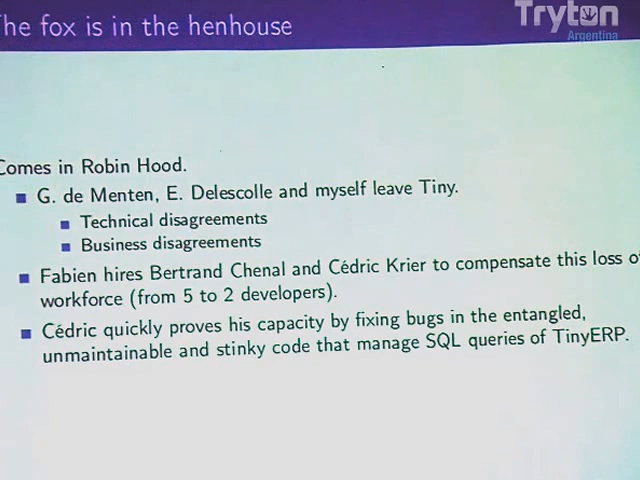 The fox is in the henhouse
Tryton
Argentina
Comes in Robin Hood.
G. de Menten, E. Delescolle and myself leave Tiny.
Technical disagreements
Business disagreements
Fabien hires Bertrand Chenal and Cédric Krier to compensate this loss of
workforce (from 5 to 2 developers).
Cédric quickly proves his capacity by fixing bugs in the entangled,
unmaintainable and stinky code that manage SQL queries of TinyERP.